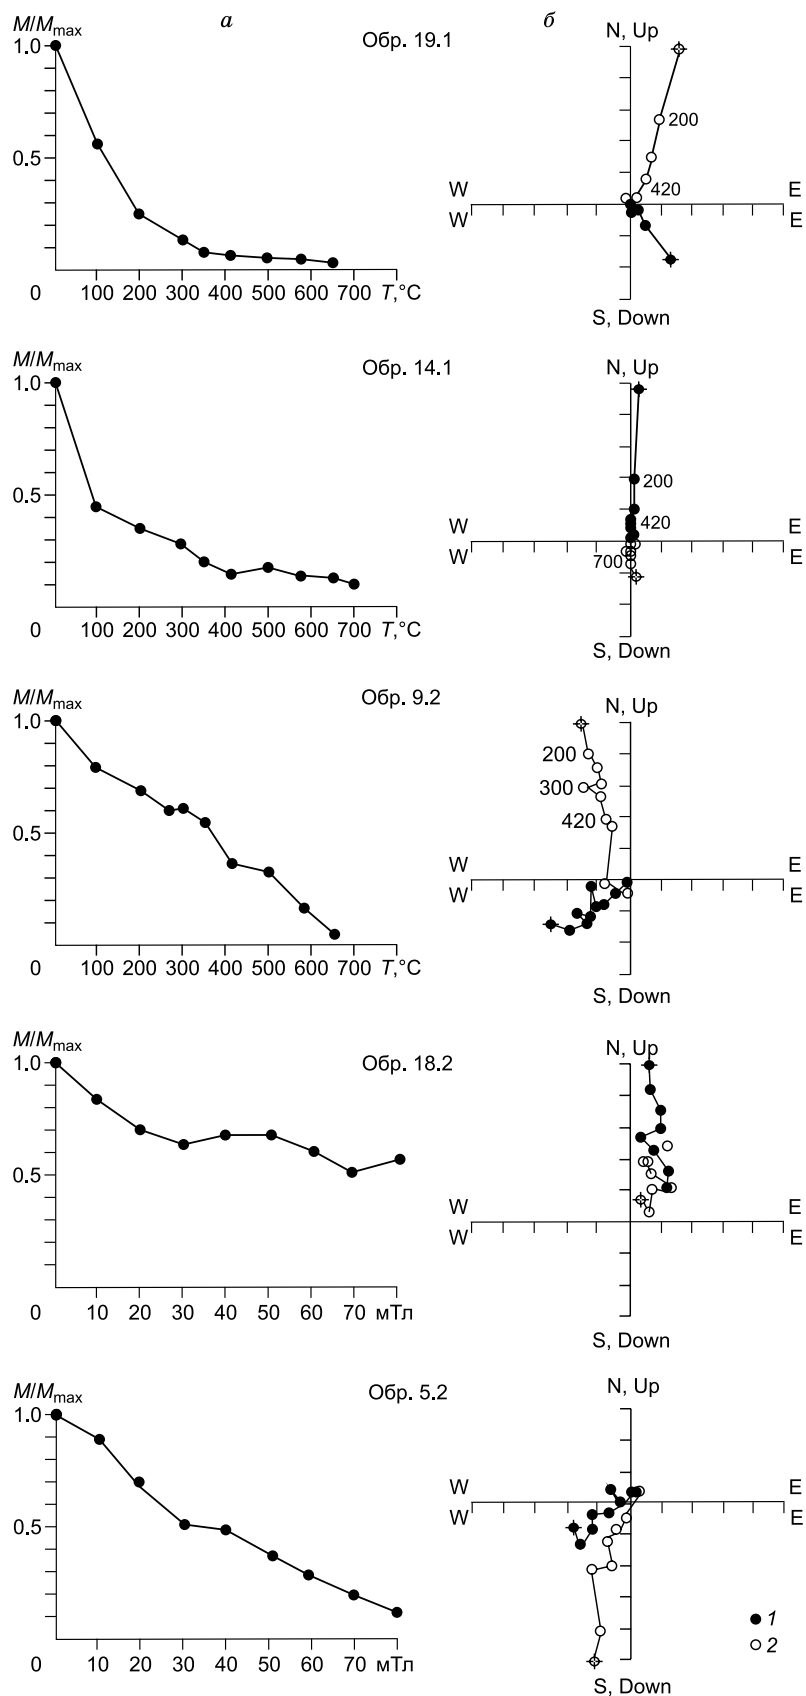 а б
M/Mmax Обр. 19.1 N, Up
1.0
0.5 200
W 420 E
W E
0 100 200 300 400 500 600 700 T,°C
S, Down
M/Mmax Обр. 14.1 N, Up
1.0
0.5 200
W 420 E
W 700 E
0 100 200 300 400 500 600 700 T,°C
S, Down
M/Mmax Обр. 9.2 N, Up
1.0
200
300
0.5 420
W E
W E
0 100 200 300 400 500 600 700 T,°C
S, Down
M/Mmax Обр. 18.2 N, Up
1.0
0.5
W E
W E
0 10 20 30 40 50 60 70 мТл
S, Down
M/Mmax Обр. 5.2 N, Up
1.0
W E
W E
0.5
1
2
0 10 20 30 40 50 60 70 мТл
S, Down